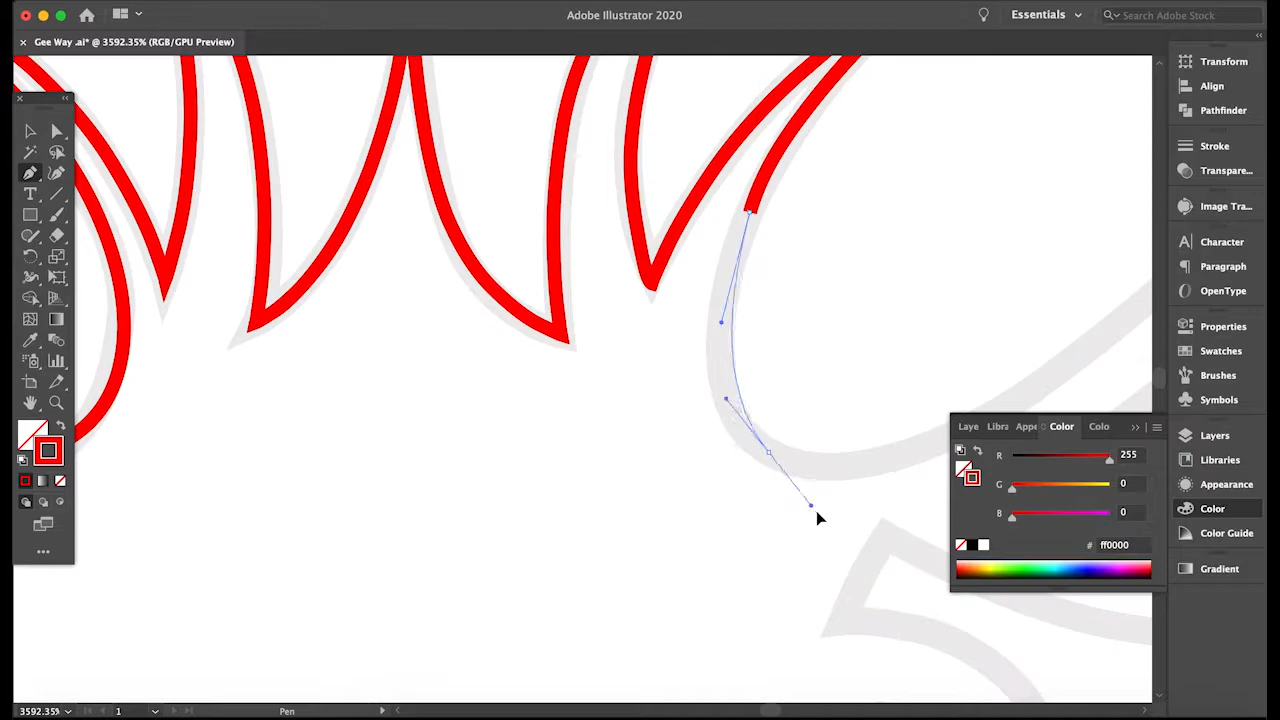 Adobe Illustrator 2020
Essentials
Search Adobe Stock
Gee Way .ai* @ 3592.35% (RGB/GPU Preview)
Transform
Align
Pathfinder
Stroke
Transpare...
Image Tra...
Character
Paragraph
OpenType
Properties
Swatches
Brushes
Symbols
Layers
Libraries
Appearance
Color
Color Guide
Gradient
Laye Libra Appe Color Colo
R 255
G 0
B 0
# ff0000
3592.35% 1 Pen